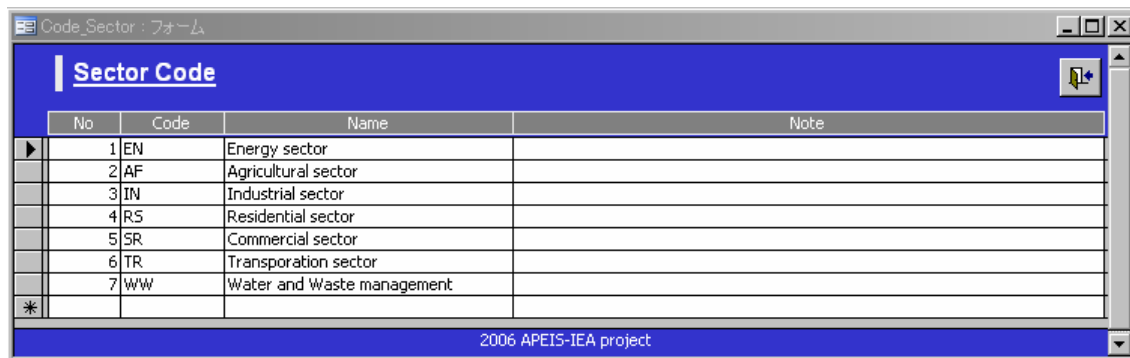 Code_Sector : フォーム
Sector Code
No Code Name Note
1 EN Energy sector
2 AF Agricultural sector
3 IN Industrial sector
4 RS Residential sector
5 SR Commercial sector
6 TR Transporation sector
7 WW Water and Waste management
2006 APEIS-IEA project